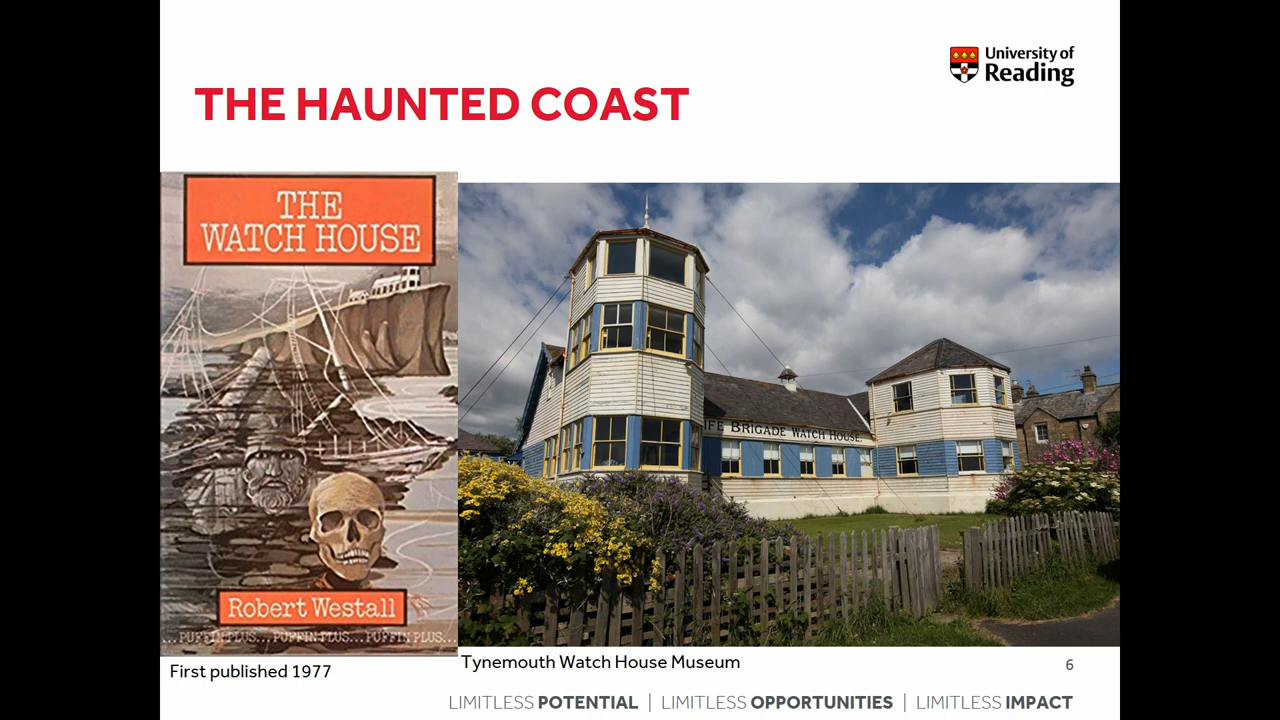 University of
Reading
THE HAUNTED COAST
THE
WATCH HOUSE
Robert Westall
...PUFFIN PLUS...PUFFIN PLUS...PUFFIN PLUS...
IFE BRIGADE WATCH HOUSE.
First published 1977
Tynemouth Watch House Museum
6
LIMITLESS POTENTIAL | LIMITLESS OPPORTUNITIES | LIMITLESS IMPACT